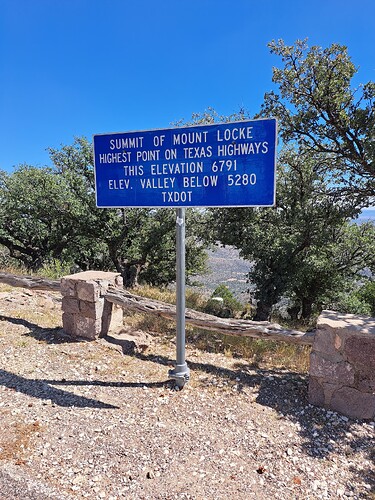 SUMMIT OF MOUNT LOCKE
HIGHEST POINT ON TEXAS HIGHWAYS
THIS ELEVATION 6791
ELEV. VALLEY BELOW 5280
TXDOT